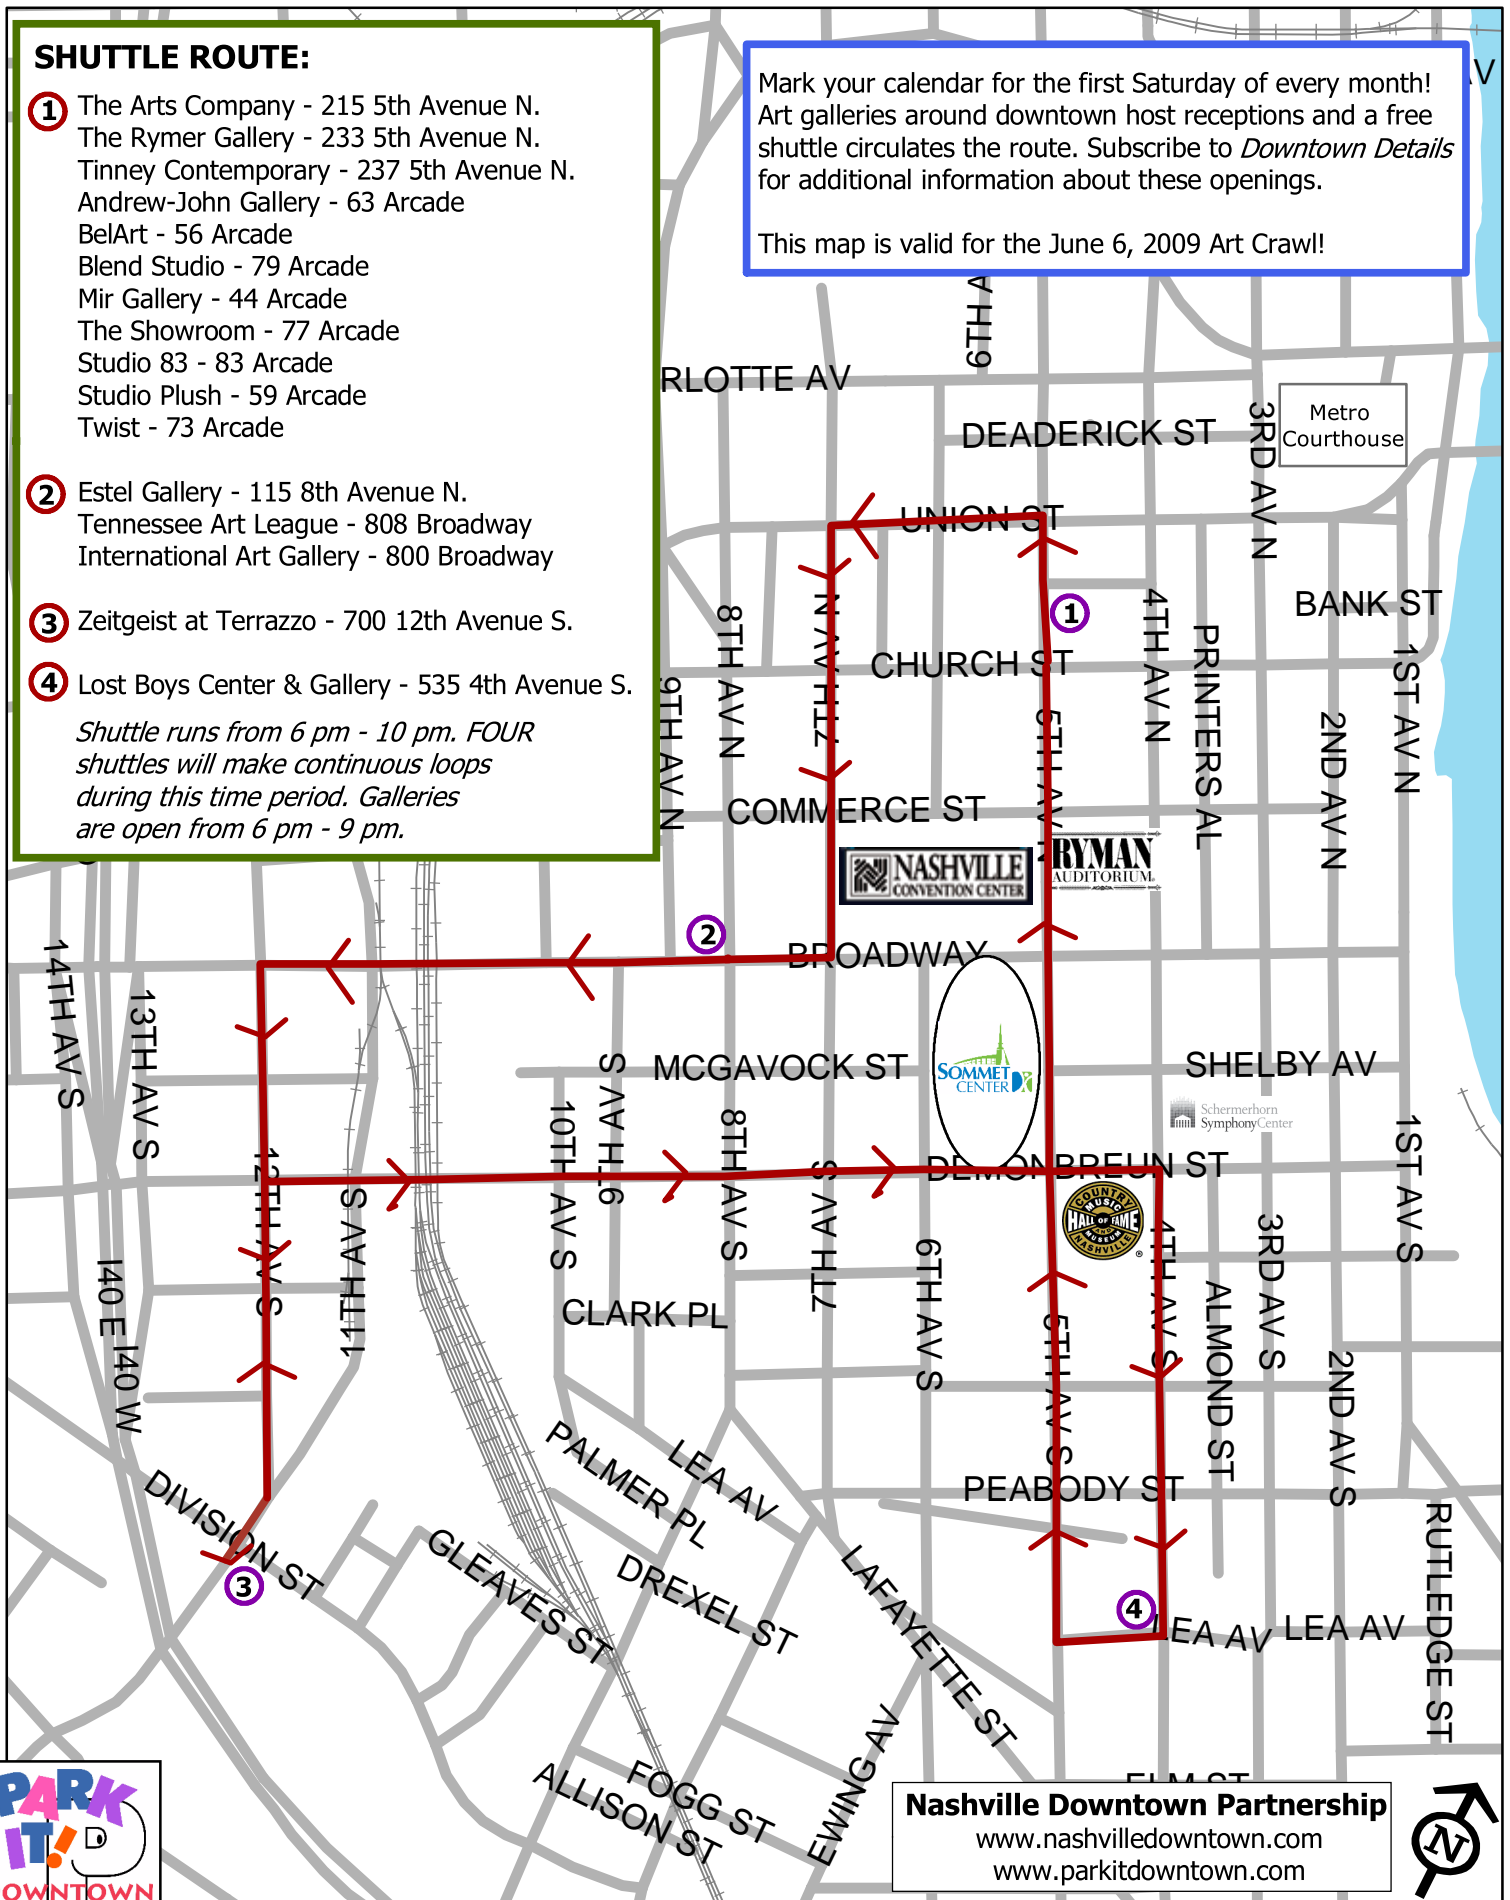 SHUTTLE ROUTE:
1 The Arts Company - 215 5th Avenue N.
The Rymer Gallery - 233 5th Avenue N.
Tinney Contemporary - 237 5th Avenue N.
Andrew-John Gallery - 63 Arcade
BelArt - 56 Arcade
Blend Studio - 79 Arcade
Mir Gallery - 44 Arcade
The Showroom - 77 Arcade
Studio 83 - 83 Arcade
Studio Plush - 59 Arcade
Twist - 73 Arcade
2 Estel Gallery - 115 8th Avenue N.
Tennessee Art League - 808 Broadway
International Art Gallery - 800 Broadway
3 Zeitgeist at Terrazzo - 700 12th Avenue S.
4 Lost Boys Center & Gallery - 535 4th Avenue S.
Shuttle runs from 6 pm - 10 pm. FOUR
shuttles will make continuous loops
during this time period. Galleries
are open from 6 pm - 9 pm.
Mark your calendar for the first Saturday of every month!
Art galleries around downtown host receptions and a free
shuttle circulates the route. Subscribe to Downtown Details
for additional information about these openings.
This map is valid for the June 6, 2009 Art Crawl!
AV
6TH A
RLOTTE AV
DEADERICK ST
3RD AV N
Metro
Courthouse
UNION ST
BANK ST
1
8TH AV N
7TH AV N
4TH AV N
PRINTERS AL
CHURCH ST
1ST AV N
9TH AV N
5TH AV N
2ND AV N
COMMERCE ST
NASHVILLE
CONVENTION CENTER
RYMAN
AUDITORIUM
2
BROADWAY
14TH AV S
13TH AV S
MCGAVOCK ST
SOMMET
CENTER
SHELBY AV
Schermerhorn
SymphonyCenter
10TH AV S
9TH AV S
8TH AV S
1ST AV S
12TH AV S
11TH AV S
7TH AV S
DEMONBREUN ST
COUNTRY
MUSIC
HALL OF FAME
AND
MUSEUM
NASHVILLE
®
6TH AV S
4TH AV S
3RD AV S
I40 E
I40 W
CLARK PL
5TH AV S
ALMOND ST
2ND AV S
PALMER PL
LEA AV
PEABODY ST
DIVISION ST
3
GLEAVES ST
DREXEL ST
LAFAYETTE ST
4
LEA AV
LEA AV
RUTLEDGE ST
EWING AV
FOGG ST
ALLISON ST
ELM ST
PARK
IT!
D
OWNTOWN
Nashville Downtown Partnership
www.nashvilledowntown.com
www.parkitdowntown.com
N